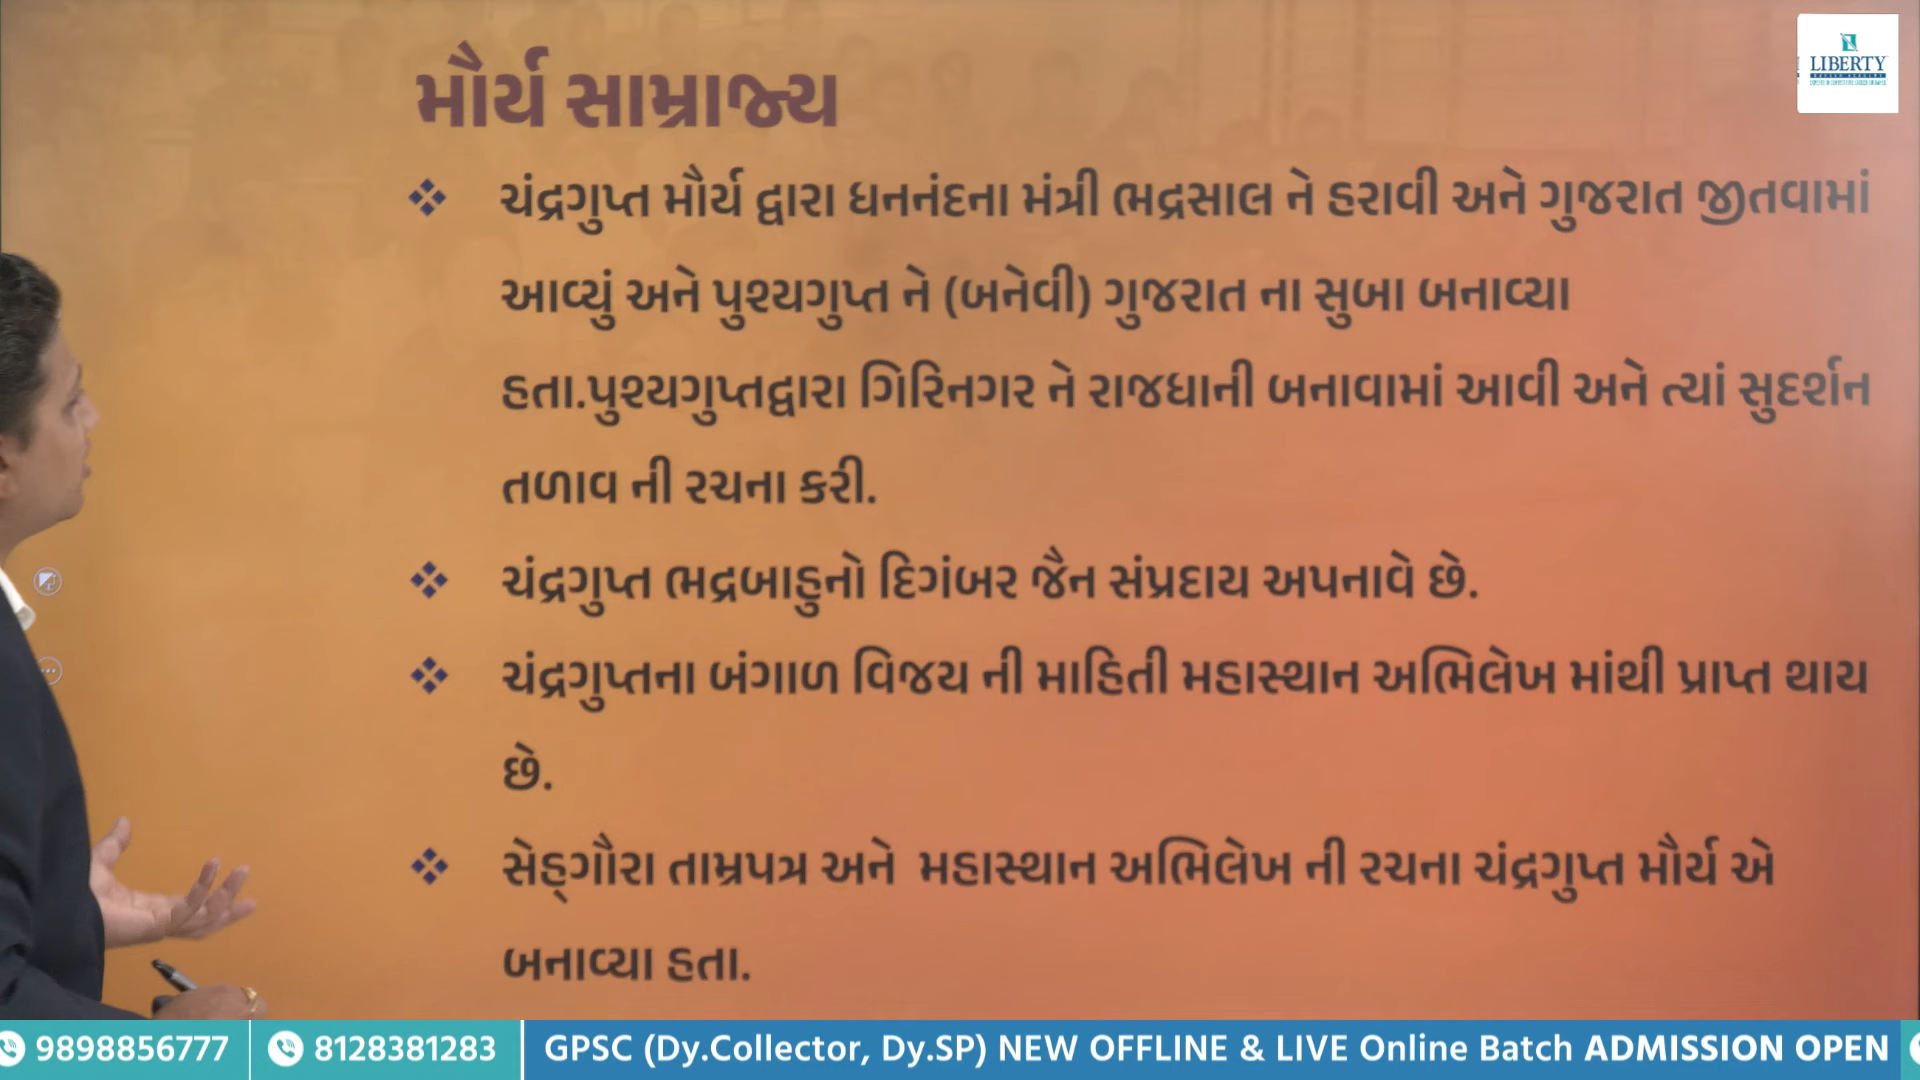 LIBERTY
મૌર્ય સામ્રાજ્ય
❖ ચંદ્રગુપ્ત મૌર્ય દ્વારા ધનનંદના મંત્રી ભદ્રસાલ ને હરાવી અને ગુજરાત જીતવામાં
આવ્યું અને પુશ્યગુપ્ત ને (બનેવી) ગુજરાત ના સુબા બનાવ્યા
હતા.પુશ્યગુપ્તદ્વારા ગિરિનગર ને રાજધાની બનાવામાં આવી અને ત્યાં સુદર્શન
તળાવ ની રચના કરી.
❖ ચંદ્રગુપ્ત ભદ્રબાહુનો દિગંબર જૈન સંપ્રદાય અપનાવે છે.
❖ ચંદ્રગુપ્તના બંગાળ વિજય ની માહિતી મહાસ્થાન અભિલેખ માંથી પ્રાપ્ત થાય
છે.
❖ સેહ્ગૌરા તામ્રપત્ર અને મહાસ્થાન અભિલેખ ની રચના ચંદ્રગુપ્ત મૌર્ય એ
બનાવ્યા હતા.
9898856777 8128381283 GPSC (Dy.Collector, Dy.SP) NEW OFFLINE & LIVE Online Batch ADMISSION OPEN